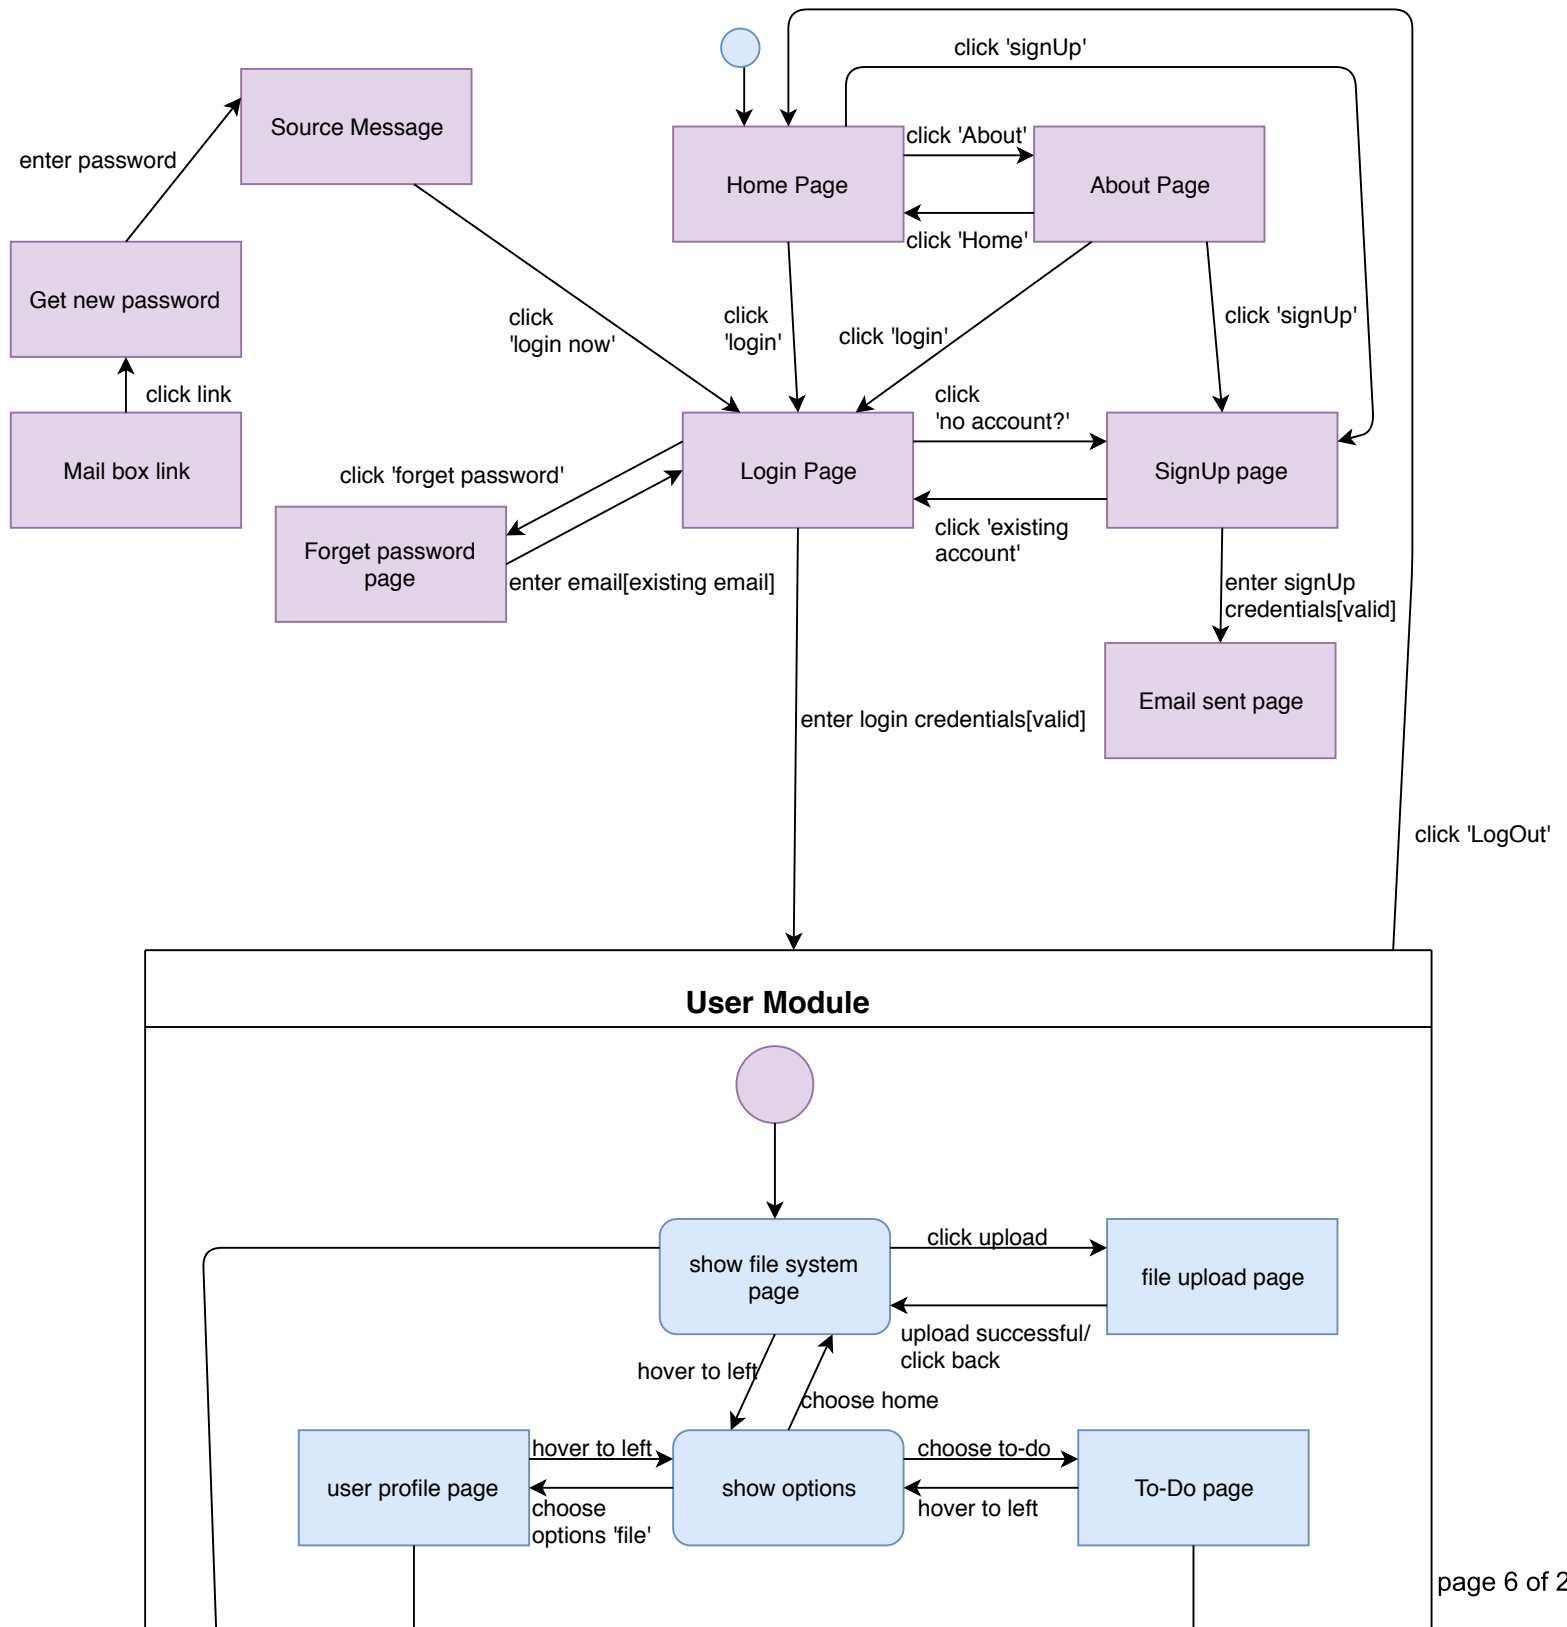 click 'signUp'
Source Message
click 'About'
enter password
Home Page
About Page
click 'Home'
Get new password
click
'login now'
click
'login'
click 'login'
click 'signUp'
click link
click
'no account?'
Mail box link
click 'forget password'
Login Page
SignUp page
click 'existing
account'
Forget password
page
enter email[existing email]
enter signUp
credentials[valid]
Email sent page
enter login credentials[valid]
click 'LogOut'
User Module
click upload
show file system
page
file upload page
upload successful/
click back
hover to left
choose home
hover to left
choose to-do
user profile page
show options
To-Do page
choose
options 'file'
hover to left
page 6 of 2